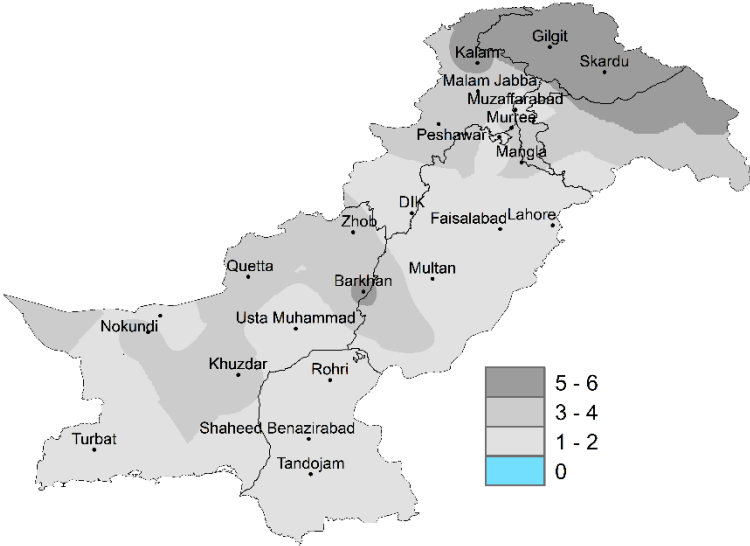 Gilgit
Kalam
Skardu
Malam Jabba
Muzaffarabad
Murree
Peshawar
Mangla
DIK
Zhob
Faisalabad
Lahore
Quetta
Barkhan
Multan
Nokundi
Usta Muhammad
Khuzdar
Rohri
5 - 6
3 - 4
Shaheed Benazirabad
1 - 2
Turbat
Tandojam
0